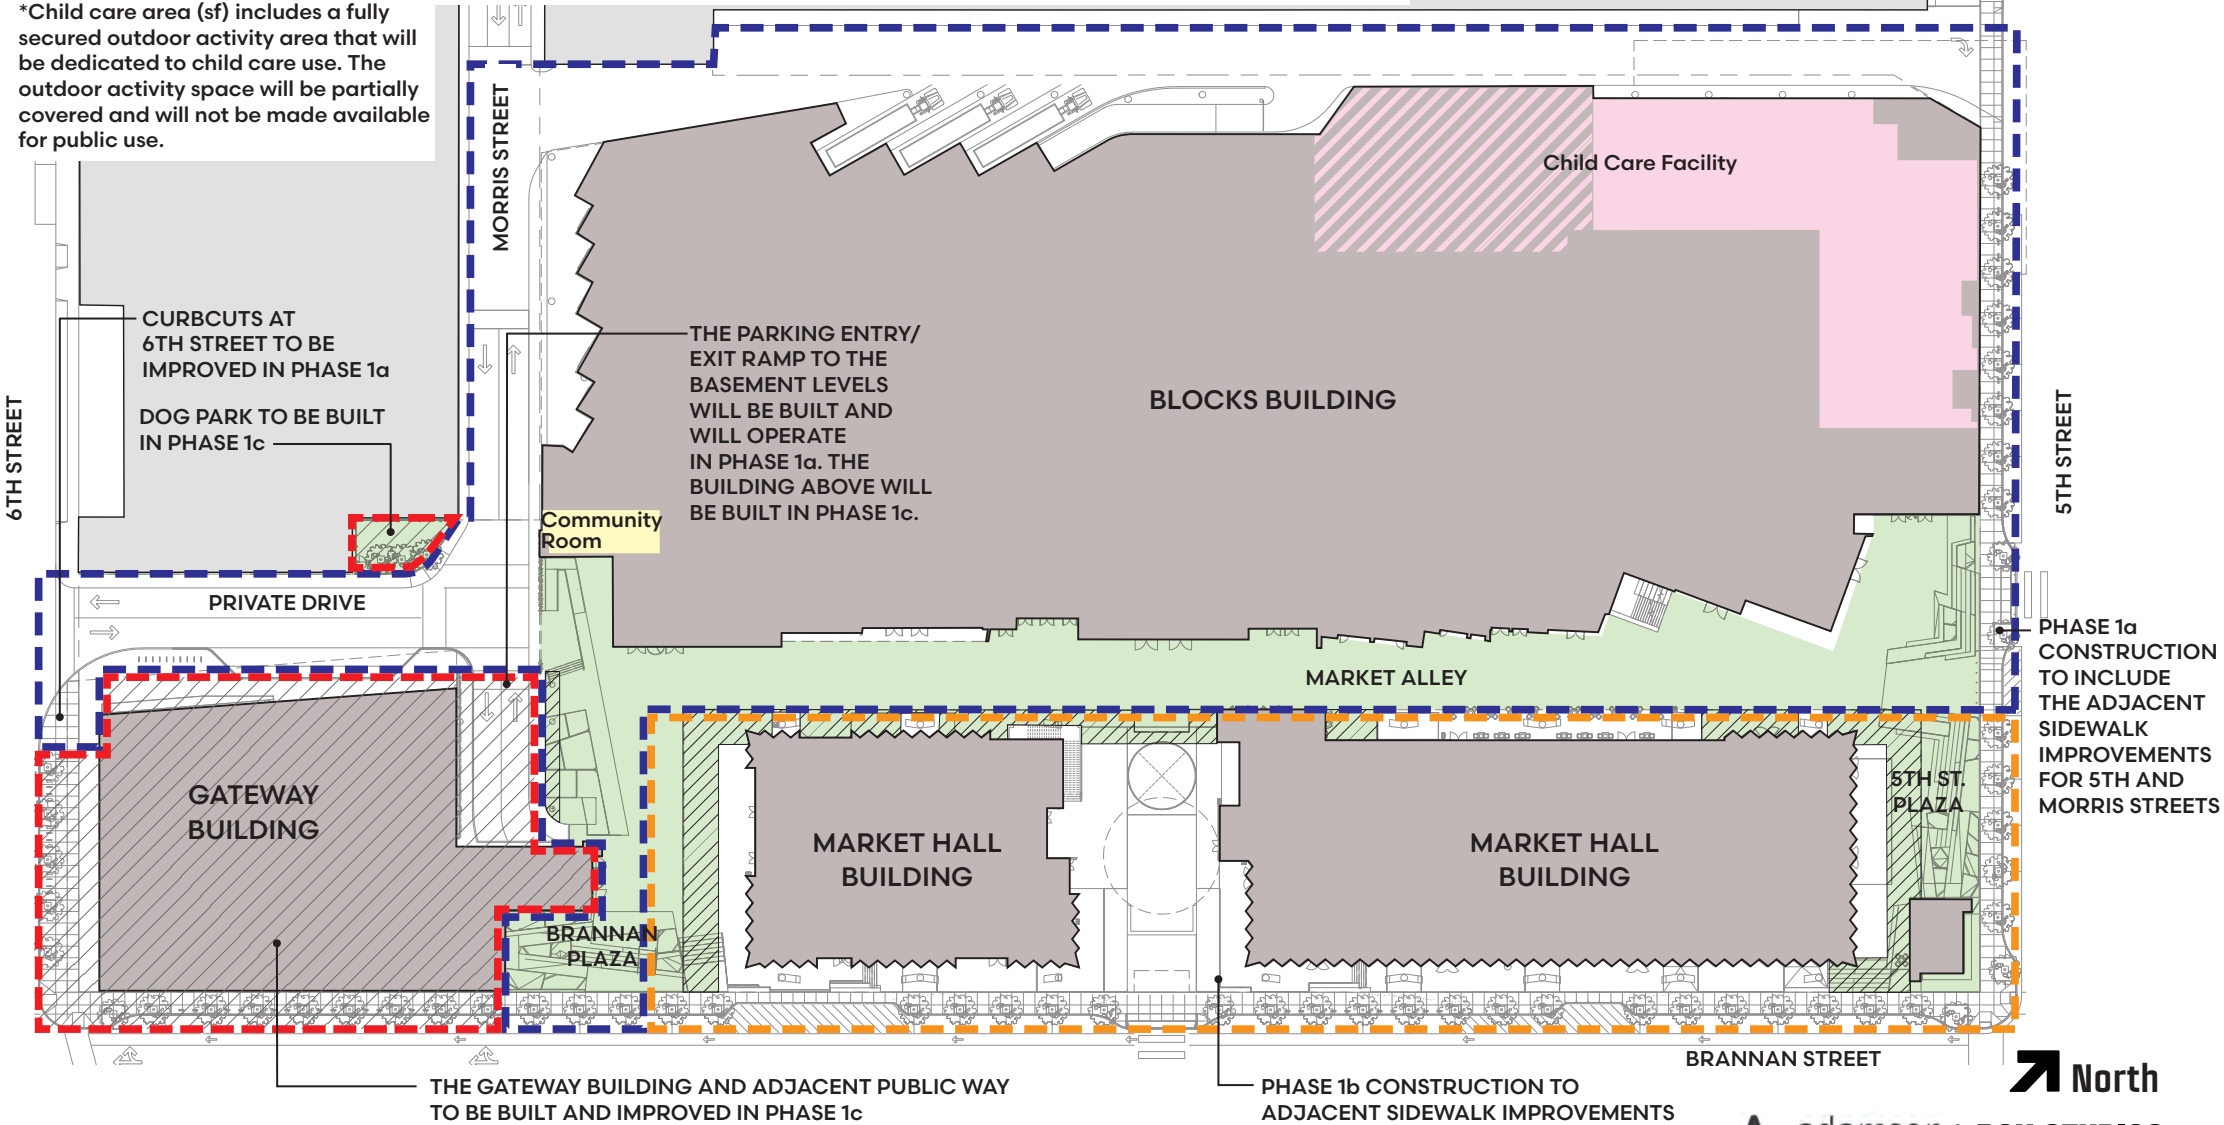 *Child care area (sf) includes a fully
secured outdoor activity area that will
be dedicated to child care use. The
outdoor activity space will be partially
covered and will not be made available
for public use.
MORRIS STREET
Child Care Facility
CURBCUTS AT
6TH STREET TO BE
IMPROVED IN PHASE 1a
DOG PARK TO BE BUILT
IN PHASE 1c
THE PARKING ENTRY/
EXIT RAMP TO THE
BASEMENT LEVELS
WILL BE BUILT AND
WILL OPERATE
IN PHASE 1a. THE
BUILDING ABOVE WILL
BE BUILT IN PHASE 1c.
BLOCKS BUILDING
6TH STREET
5TH STREET
Community
Room
PRIVATE DRIVE
MARKET ALLEY
PHASE 1a
CONSTRUCTION
TO INCLUDE
THE ADJACENT
SIDEWALK
IMPROVEMENTS
FOR 5TH AND
MORRIS STREETS
GATEWAY
BUILDING
MARKET HALL
BUILDING
MARKET HALL
BUILDING
5TH ST.
PLAZA
BRANNAN
PLAZA
BRANNAN STREET
THE GATEWAY BUILDING AND ADJACENT PUBLIC WAY
TO BE BUILT AND IMPROVED IN PHASE 1c
PHASE 1b CONSTRUCTION TO
ADJACENT SIDEWALK IMPROVEMENTS
North